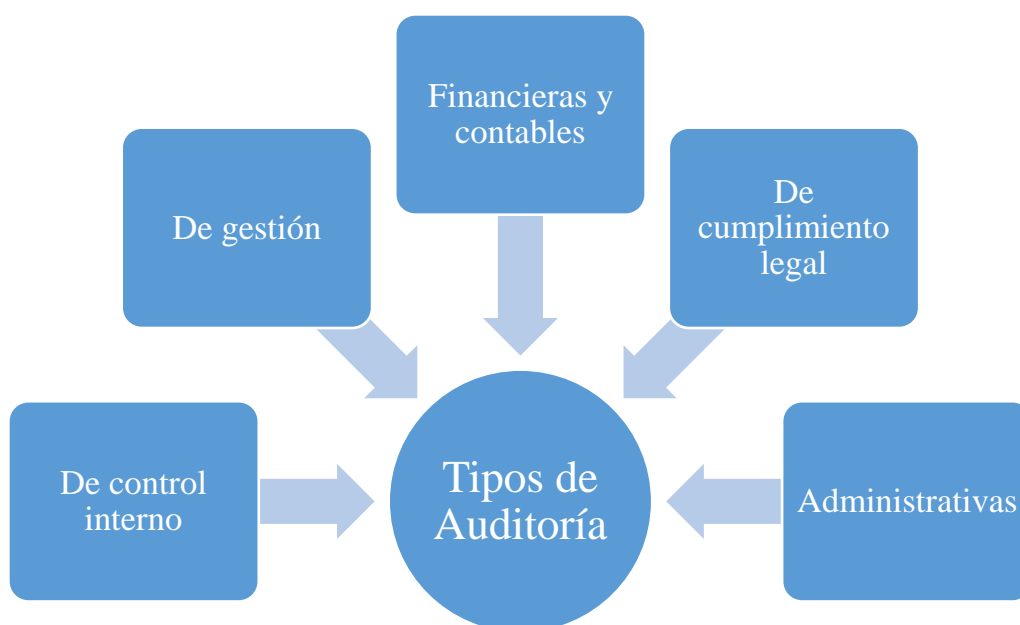 Financieras y
contables
De gestión
De
cumplimiento
legal
De control
interno
Tipos de
Auditoría
Administrativas